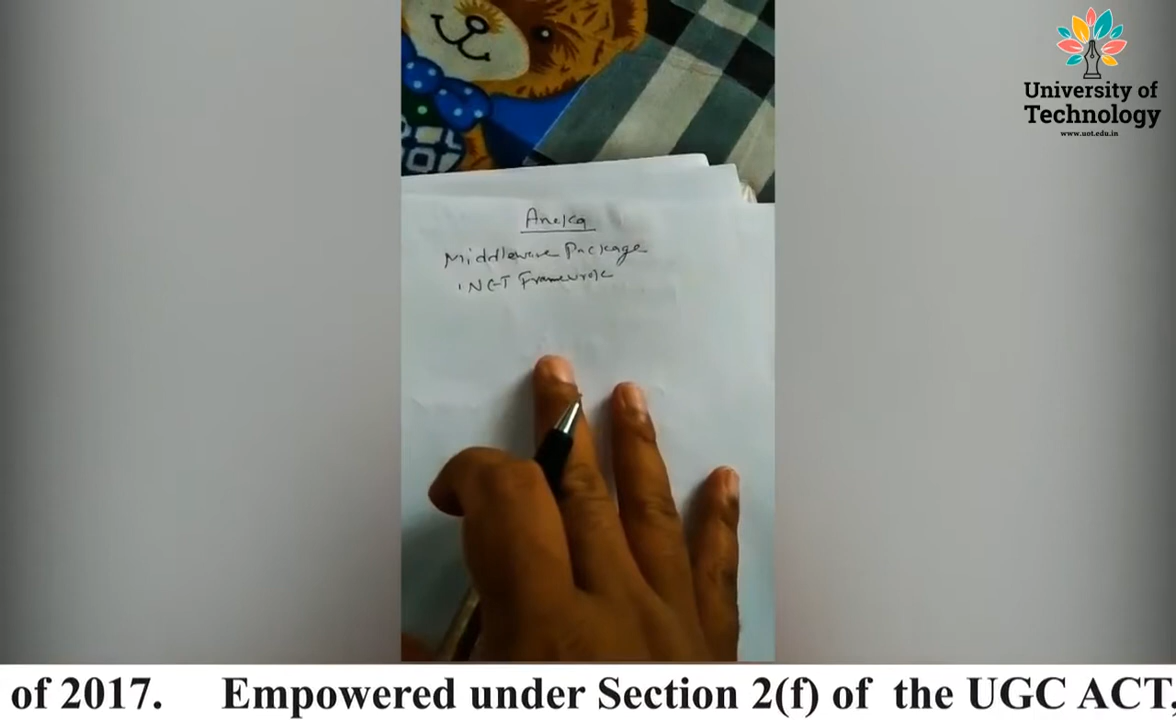 University of
Technology
www.uot.edu.in
Aneka
Middleware Package
.NET Framework
of 2017. Empowered under Section 2(f) of the UGC ACT,